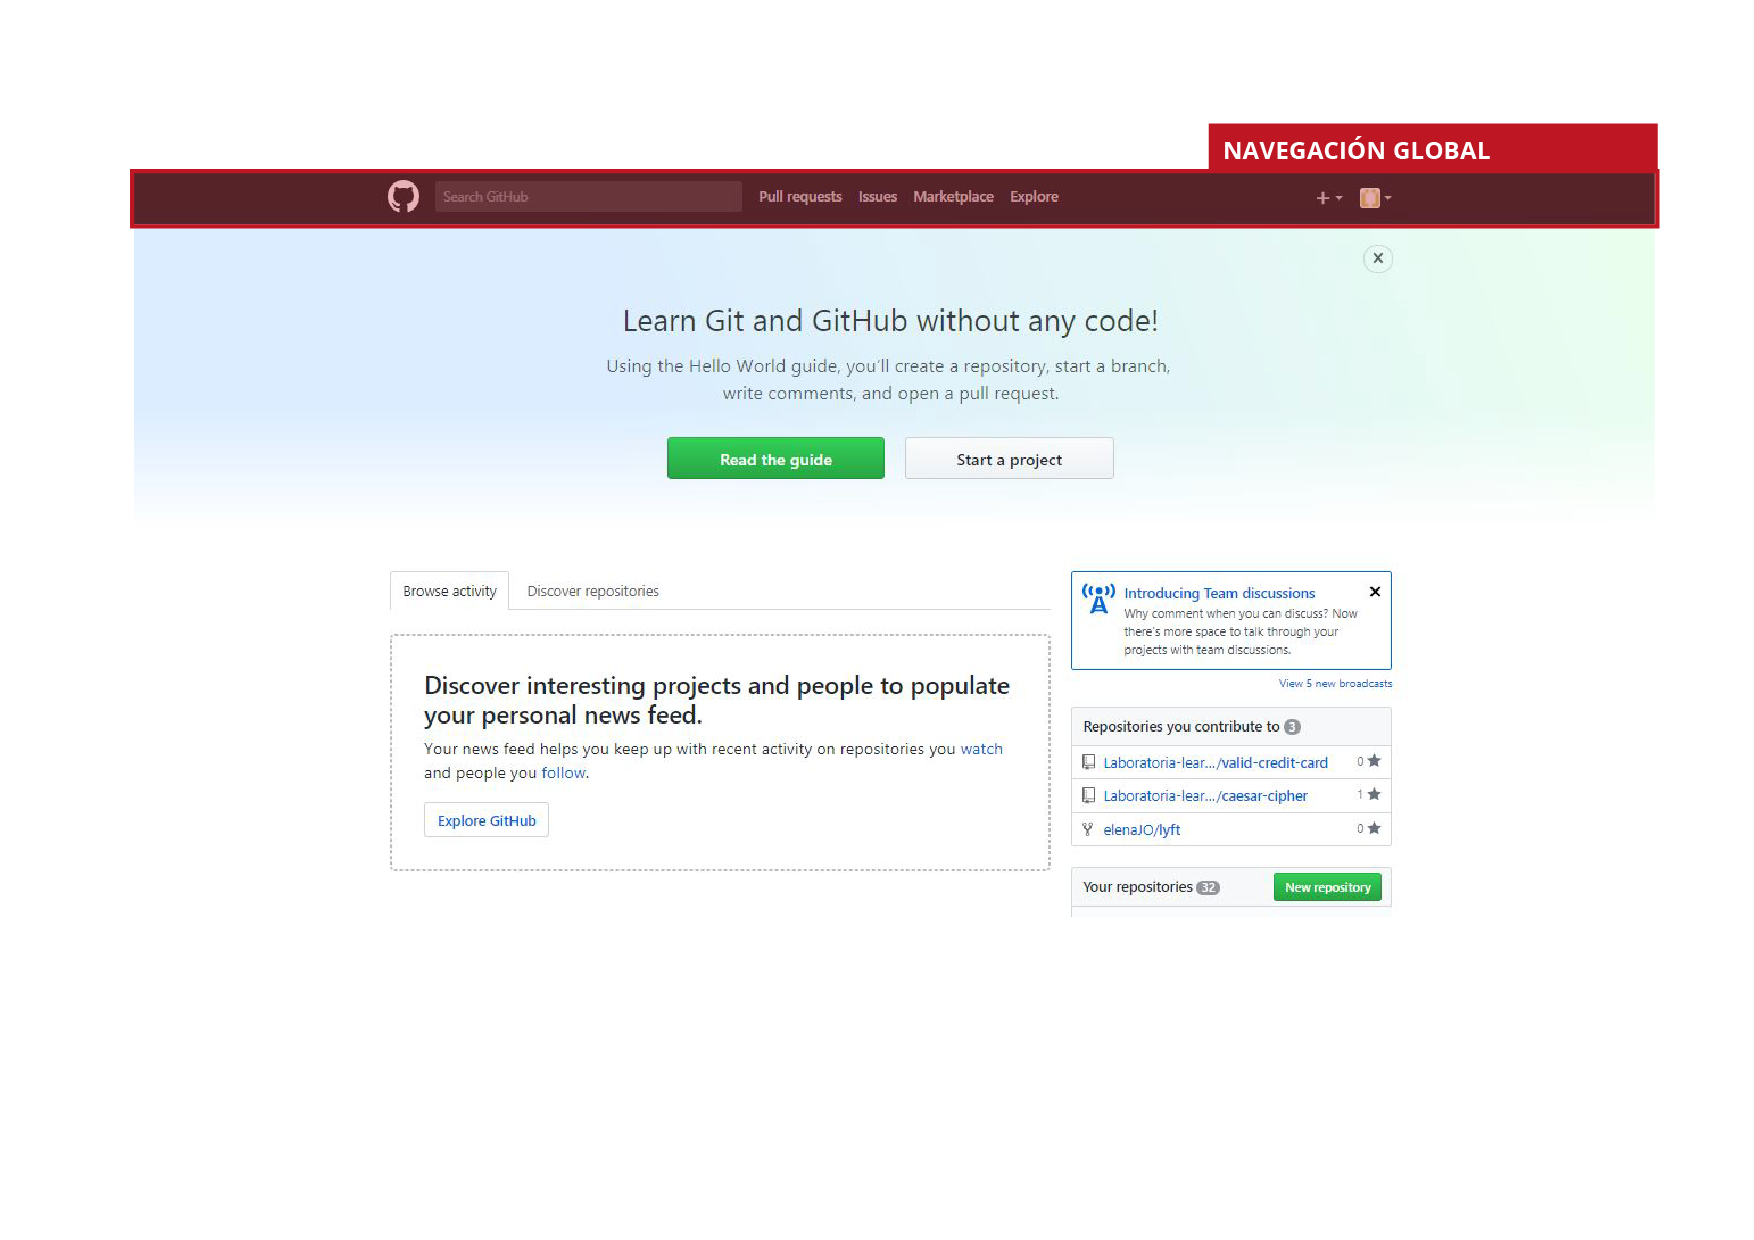 NAVEGACIÓN GLOBAL
Search GitHub Pull requests Issues Marketplace Explore
Learn Git and GitHub without any code!
Using the Hello World guide, you'll create a repository, start a branch,
write comments, and open a pull request.
Read the guide Start a project
Browse activity Discover repositories
Discover interesting projects and people to populate
your personal news feed.
Your news feed helps you keep up with recent activity on repositories you watch
and people you follow.
Explore GitHub
Introducing Team discussions
Why comment when you can discuss? Now
there's more space to talk through your
projects with team discussions.
View 5 new broadcasts
Repositories you contribute to 3
Laboratoria-lear.../valid-credit-card 0
Laboratoria-lear.../caesar-cipher 1
elenaJO/lyft 0
Your repositories 32 New repository